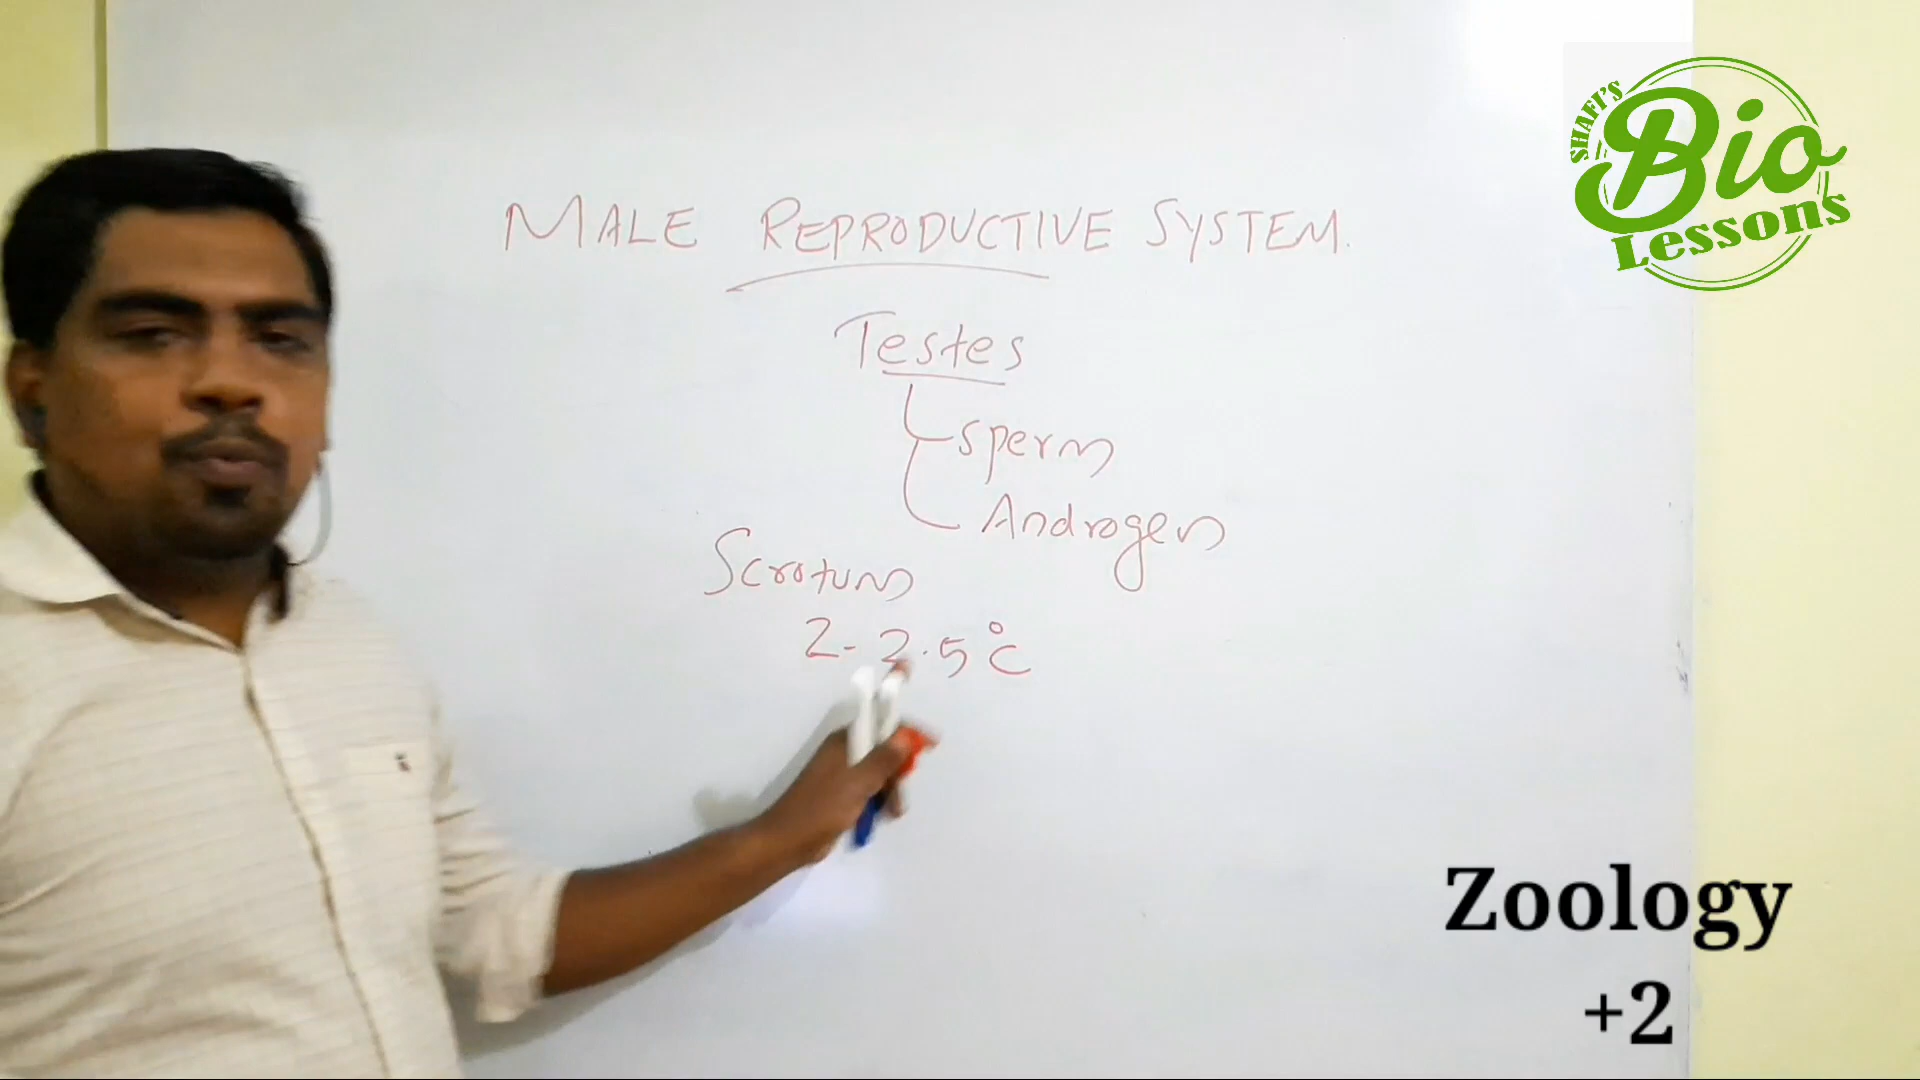 MALE REPRODUCTIVE SYSTEM.
Testes
sperm
Androgen
Scrotum
2-2.5°C
SHAFI'S
Bio
Lessons
Zoology
+2